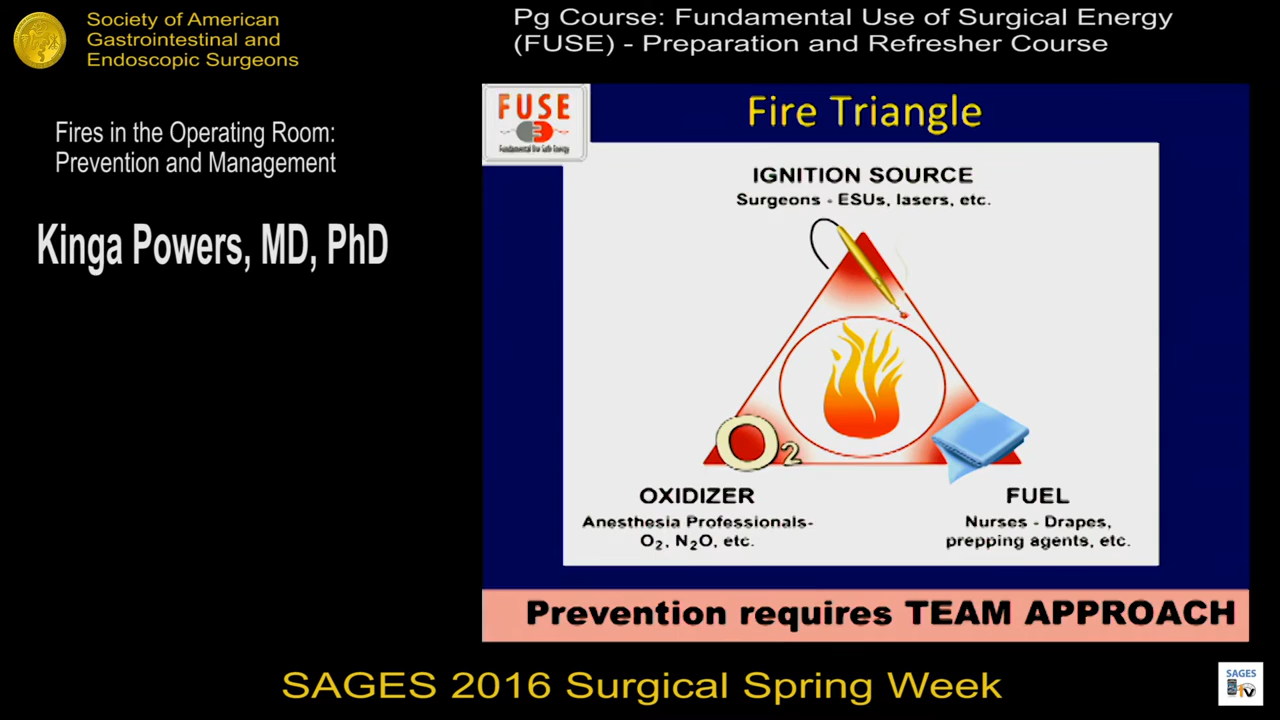 Society of American
Gastrointestinal and
Endoscopic Surgeons
Pg Course: Fundamental Use of Surgical Energy
(FUSE) - Preparation and Refresher Course
Fires in the Operating Room:
Prevention and Management
Kinga Powers, MD, PhD
FUSE
Fundamental Use Safe Energy
Fire Triangle
IGNITION SOURCE
Surgeons - ESUs, lasers, etc.
O2
OXIDIZER
Anesthesia Professionals-
O2, N2O, etc.
FUEL
Nurses - Drapes,
prepping agents, etc.
Prevention requires TEAM APPROACH
SAGES 2016 Surgical Spring Week
SAGES
TV